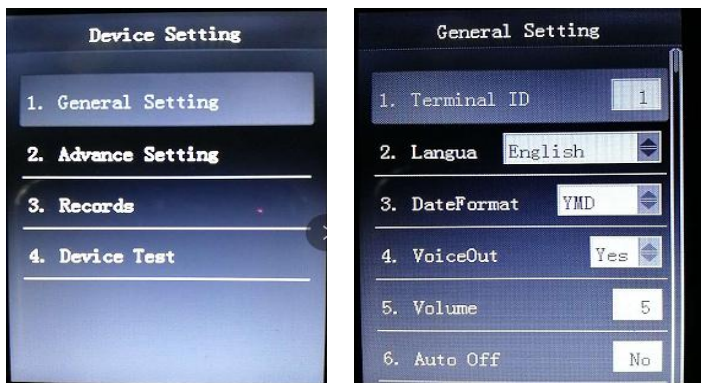 Device Setting
1. General Setting
2. Advance Setting
3. Records
4. Device Test
General Setting
1. Terminal ID 1
2. Langua English
3. DateFormat YMD
4. VoiceOut Yes
5. Volume 5
6. Auto Off No